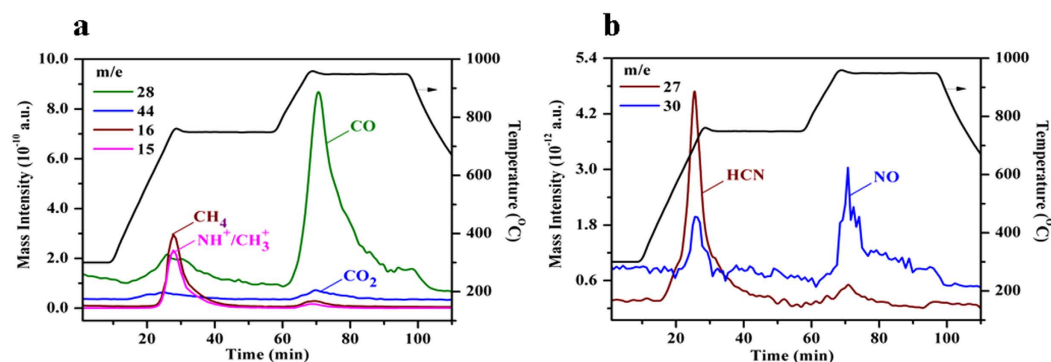 a
10.0
8.0
6.0
4.0
2.0
0.0
Mass Intensity (10⁻¹⁰ a.u.)
m/e
28
44
16
15
CO
CH₄
NH⁺/CH₃⁺
CO₂
1000
800
600
400
200
Temperature (°C)
20 40 60 80 100
Time (min)
b
5.4
4.2
3.0
1.8
0.6
Mass Intensity (10⁻¹² a.u.)
m/e
27
30
HCN
NO
1000
800
600
400
200
Temperature (°C)
20 40 60 80 100
Time (min)